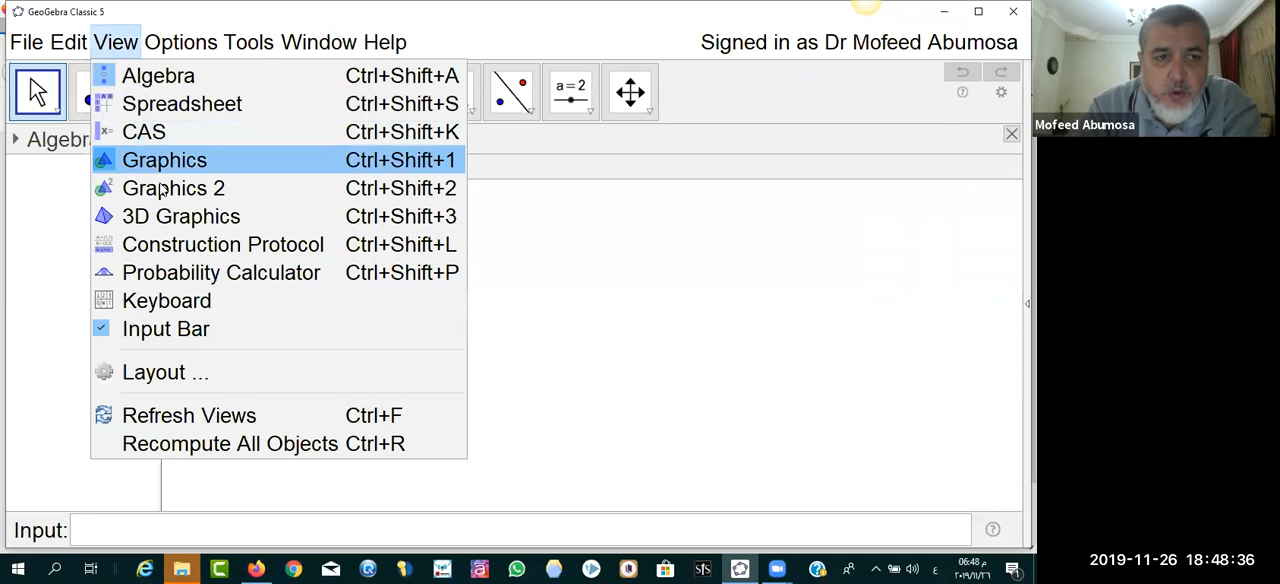 GeoGebra Classic 5
File Edit View Options Tools Window Help
Signed in as Dr Mofeed Abumosa
a=2
Algebra Ctrl+Shift+A
Spreadsheet Ctrl+Shift+S
x= CAS Ctrl+Shift+K
Graphics Ctrl+Shift+1
Graphics 2 Ctrl+Shift+2
3D Graphics Ctrl+Shift+3
Construction Protocol Ctrl+Shift+L
Probability Calculator Ctrl+Shift+P
Keyboard
Input Bar
Layout ...
Refresh Views Ctrl+F
Recompute All Objects Ctrl+R
Algebr
Input:
Mofeed Abumosa
06:48 م
٢٠١٩/١١/٢٦
ع
2019-11-26 18:48:36